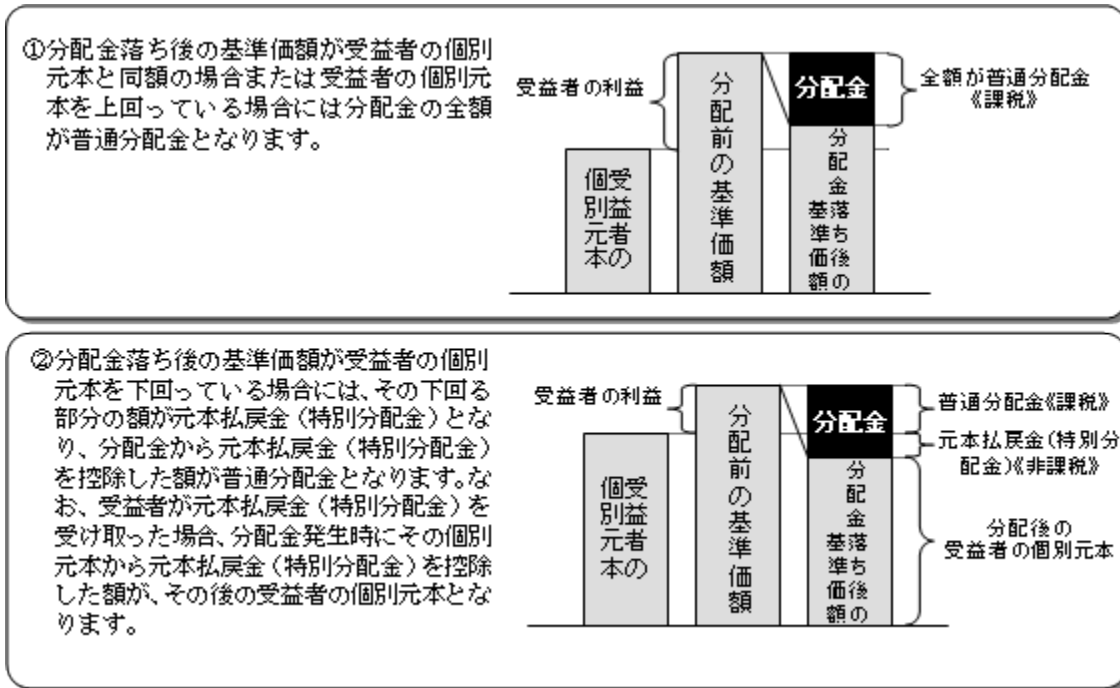 ①分配金落ち後の基準価額が受益者の個別
元本と同額の場合または受益者の個別元
本を上回っている場合には分配金の全額
が普通分配金となります。
受益者の利益
受益者の
個別元本
分配前の基準価額
分配金
分配金落ち後の
基準価額
全額が普通分配金
《課税》
②分配金落ち後の基準価額が受益者の個別
元本を下回っている場合には、その下回る
部分の額が元本払戻金（特別分配金）とな
り、分配金から元本払戻金（特別分配金）
を控除した額が普通分配金となります。な
お、受益者が元本払戻金（特別分配金）を
受け取った場合、分配金発生時にその個別
元本から元本払戻金（特別分配金）を控除
した額が、その後の受益者の個別元本とな
ります。
受益者の利益
受益者の
個別元本
分配前の基準価額
分配金
分配金落ち後の
基準価額
普通分配金《課税》
元本払戻金(特別分
配金)《非課税》
分配後の
受益者の個別元本